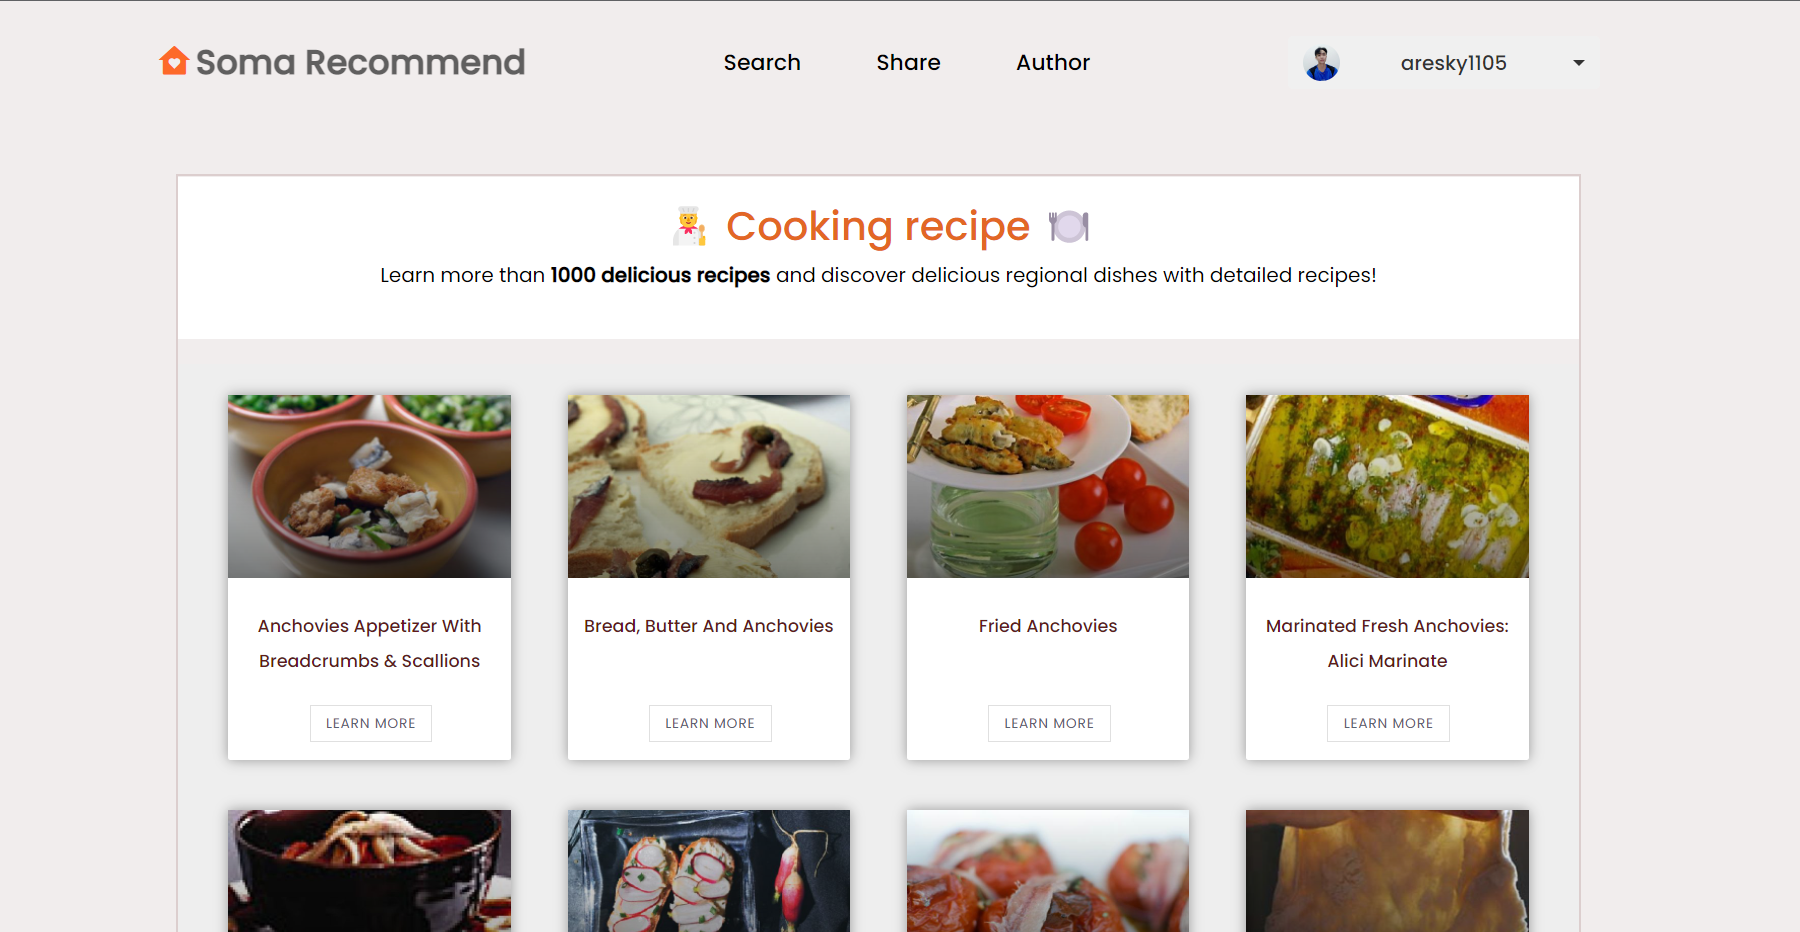 Soma Recommend
Search
Share
Author
aresky1105
Cooking recipe
Learn more than 1000 delicious recipes and discover delicious regional dishes with detailed recipes!
Anchovies Appetizer With
Breadcrumbs & Scallions
LEARN MORE
Bread, Butter And Anchovies
LEARN MORE
Fried Anchovies
LEARN MORE
Marinated Fresh Anchovies:
Alici Marinate
LEARN MORE